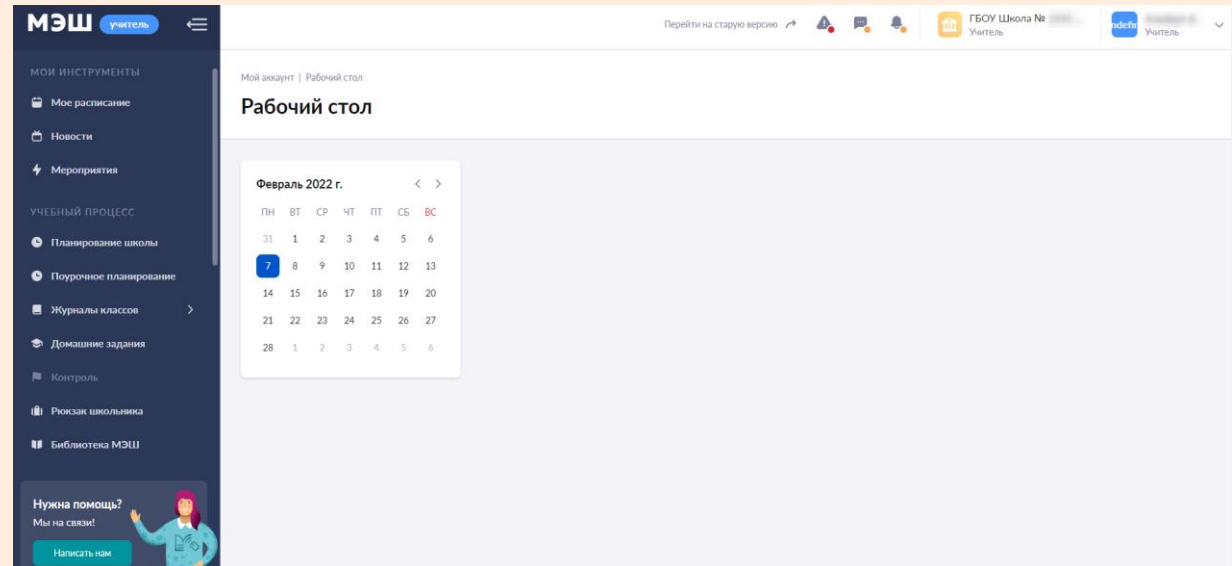 МЭШ учитель
Перейти на старую версию
ГБОУ Школа №
Учитель
ndefir
Учитель
МОИ ИНСТРУМЕНТЫ
Мое расписание
Новости
Мероприятия
УЧЕБНЫЙ ПРОЦЕСС
Планирование школы
Поурочное планирование
Журналы классов
Домашние задания
Контроль
Рюкзак школьника
Библиотека МЭШ
Нужна помощь?
Мы на связи!
Написать нам
Мой аккаунт | Рабочий стол
Рабочий стол
Февраль 2022 г.
ПН ВТ СР ЧТ ПТ СБ ВС
31 1 2 3 4 5 6
7 8 9 10 11 12 13
14 15 16 17 18 19 20
21 22 23 24 25 26 27
28 1 2 3 4 5 6